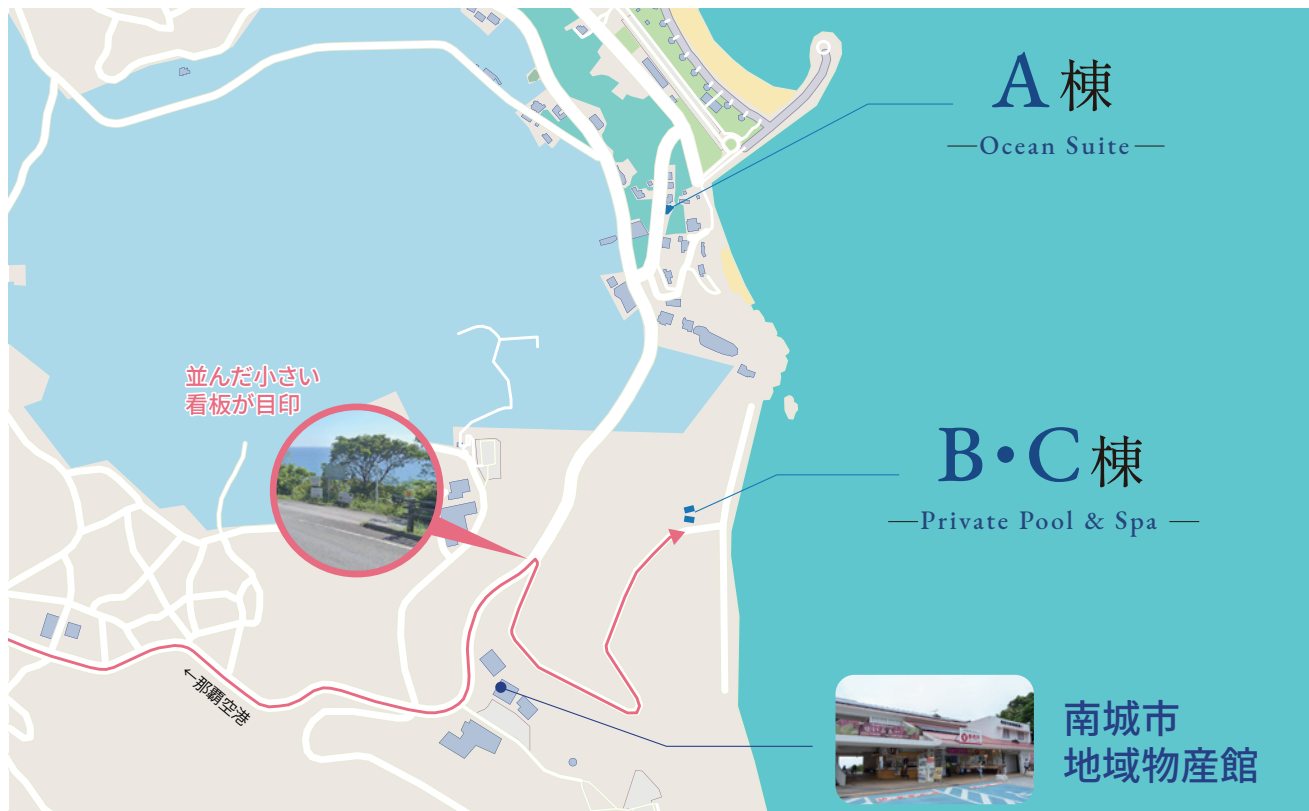 A棟
Ocean Suite
並んだ小さい
看板が目印
B・C棟
Private Pool & Spa
←那覇空港
南城市
地域物産館